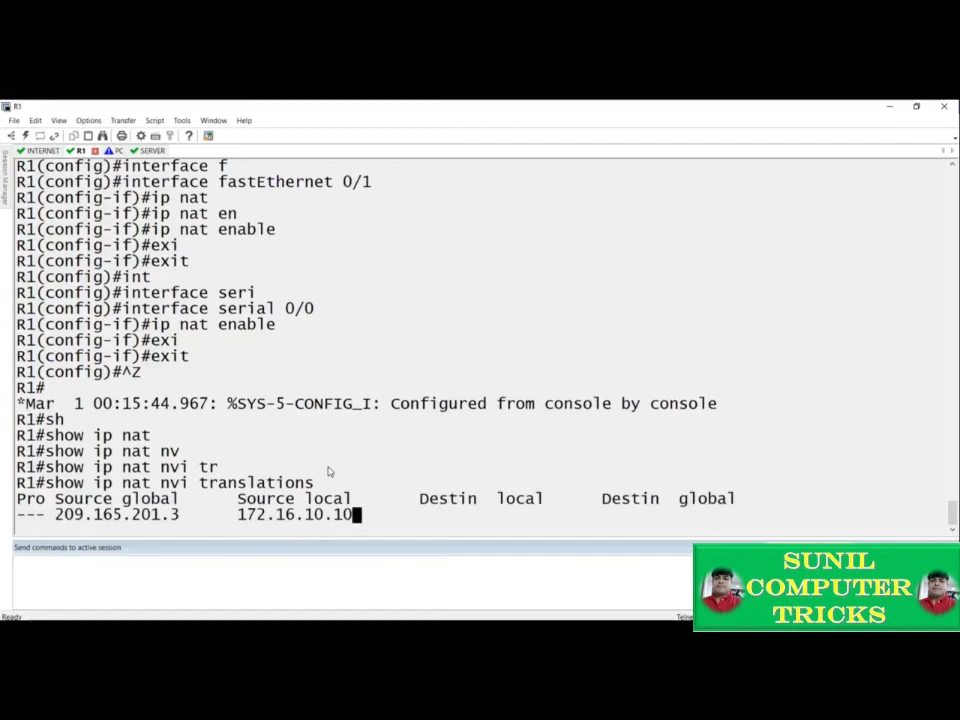 R1
File Edit View Options Transfer Script Tools Window Help
INTERNET R1 PC SERVER
Session Manager
R1(config)#interface f
R1(config)#interface fastEthernet 0/1
R1(config-if)#ip nat
R1(config-if)#ip nat en
R1(config-if)#ip nat enable
R1(config-if)#exi
R1(config-if)#exit
R1(config)#int
R1(config)#interface seri
R1(config)#interface serial 0/0
R1(config-if)#ip nat enable
R1(config-if)#exi
R1(config-if)#exit
R1(config)#^Z
R1#
*Mar  1 00:15:44.967: %SYS-5-CONFIG_I: Configured from console by console
R1#sh
R1#show ip nat
R1#show ip nat nv
R1#show ip nat nvi tr
R1#show ip nat nvi translations
Pro Source global Source local Destin local Destin global
--- 209.165.201.3 172.16.10.10
Send commands to active session
Ready Telne
SUNIL
COMPUTER
TRICKS